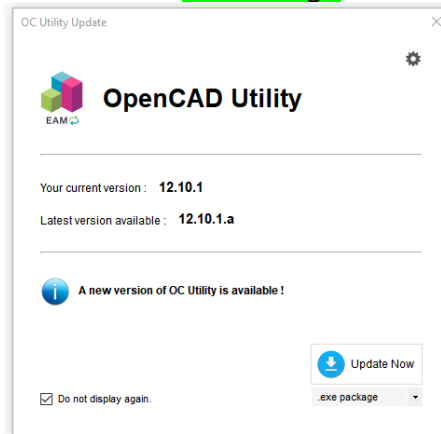 OC Utility Update
OpenCAD Utility
EAM
Your current version : 12.10.1
Latest version available : 12.10.1.a
A new version of OC Utility is available !
Update Now
Do not display again.
.exe package